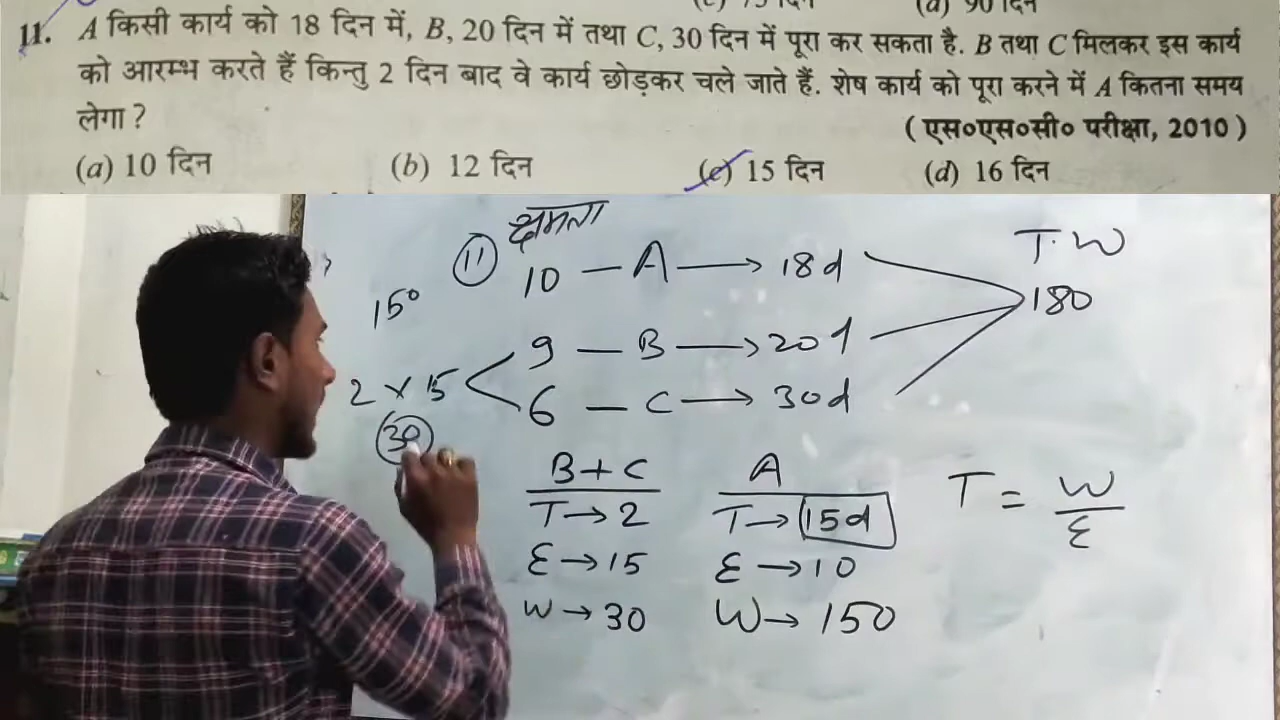 (d) 90 दिन
11. A किसी कार्य को 18 दिन में, B, 20 दिन में तथा C, 30 दिन में पूरा कर सकता है. B तथा C मिलकर इस कार्य
को आरम्भ करते हैं किन्तु 2 दिन बाद वे कार्य छोड़कर चले जाते हैं. शेष कार्य को पूरा करने में A कितना समय
लेगा ? ( एस०एस०सी० परीक्षा, 2010 )
(a) 10 दिन (b) 12 दिन (c) 15 दिन (d) 16 दिन
क्षमता T.W
11 10 — A → 18d 180
150
9 — B → 20d
2 × 15 6 — C → 30d
30
B+C A
T → 2 T → 15d T = W/E
E → 15 E → 10
W → 30 W → 150